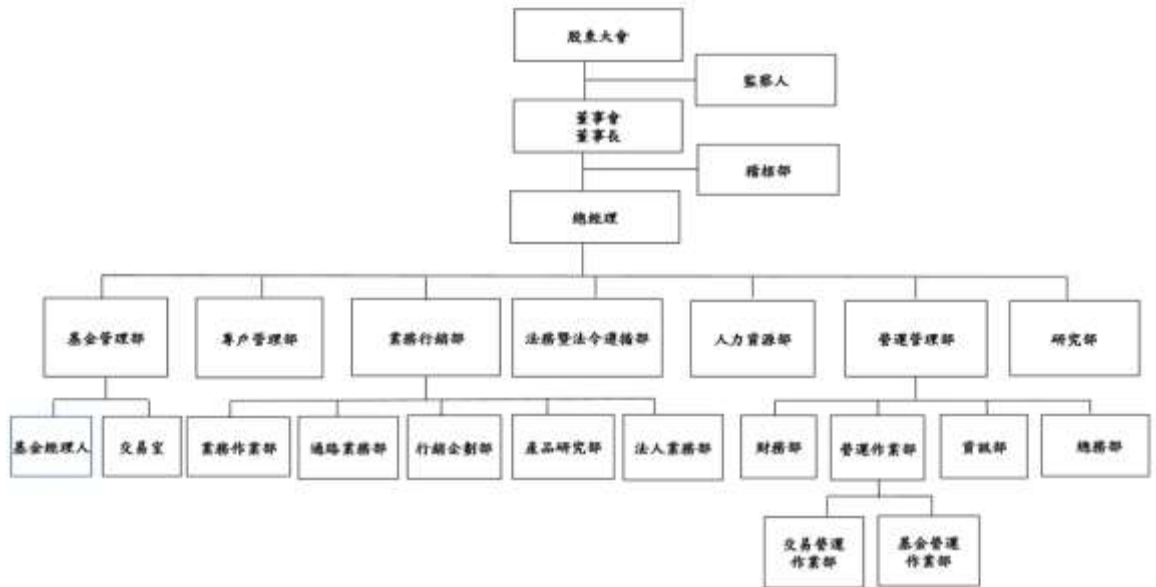 股東大會
監察人
董事會
董事長
稽核部
總經理
基金管理部
專戶管理部
業務行銷部
法務暨法令遵循部
人力資源部
營運管理部
研究部
基金經理人
交易室
業務作業部
通路業務部
行銷企劃部
產品研究部
法人業務部
財務部
營運作業部
資訊部
總務部
交易營運
作業部
基金營運
作業部